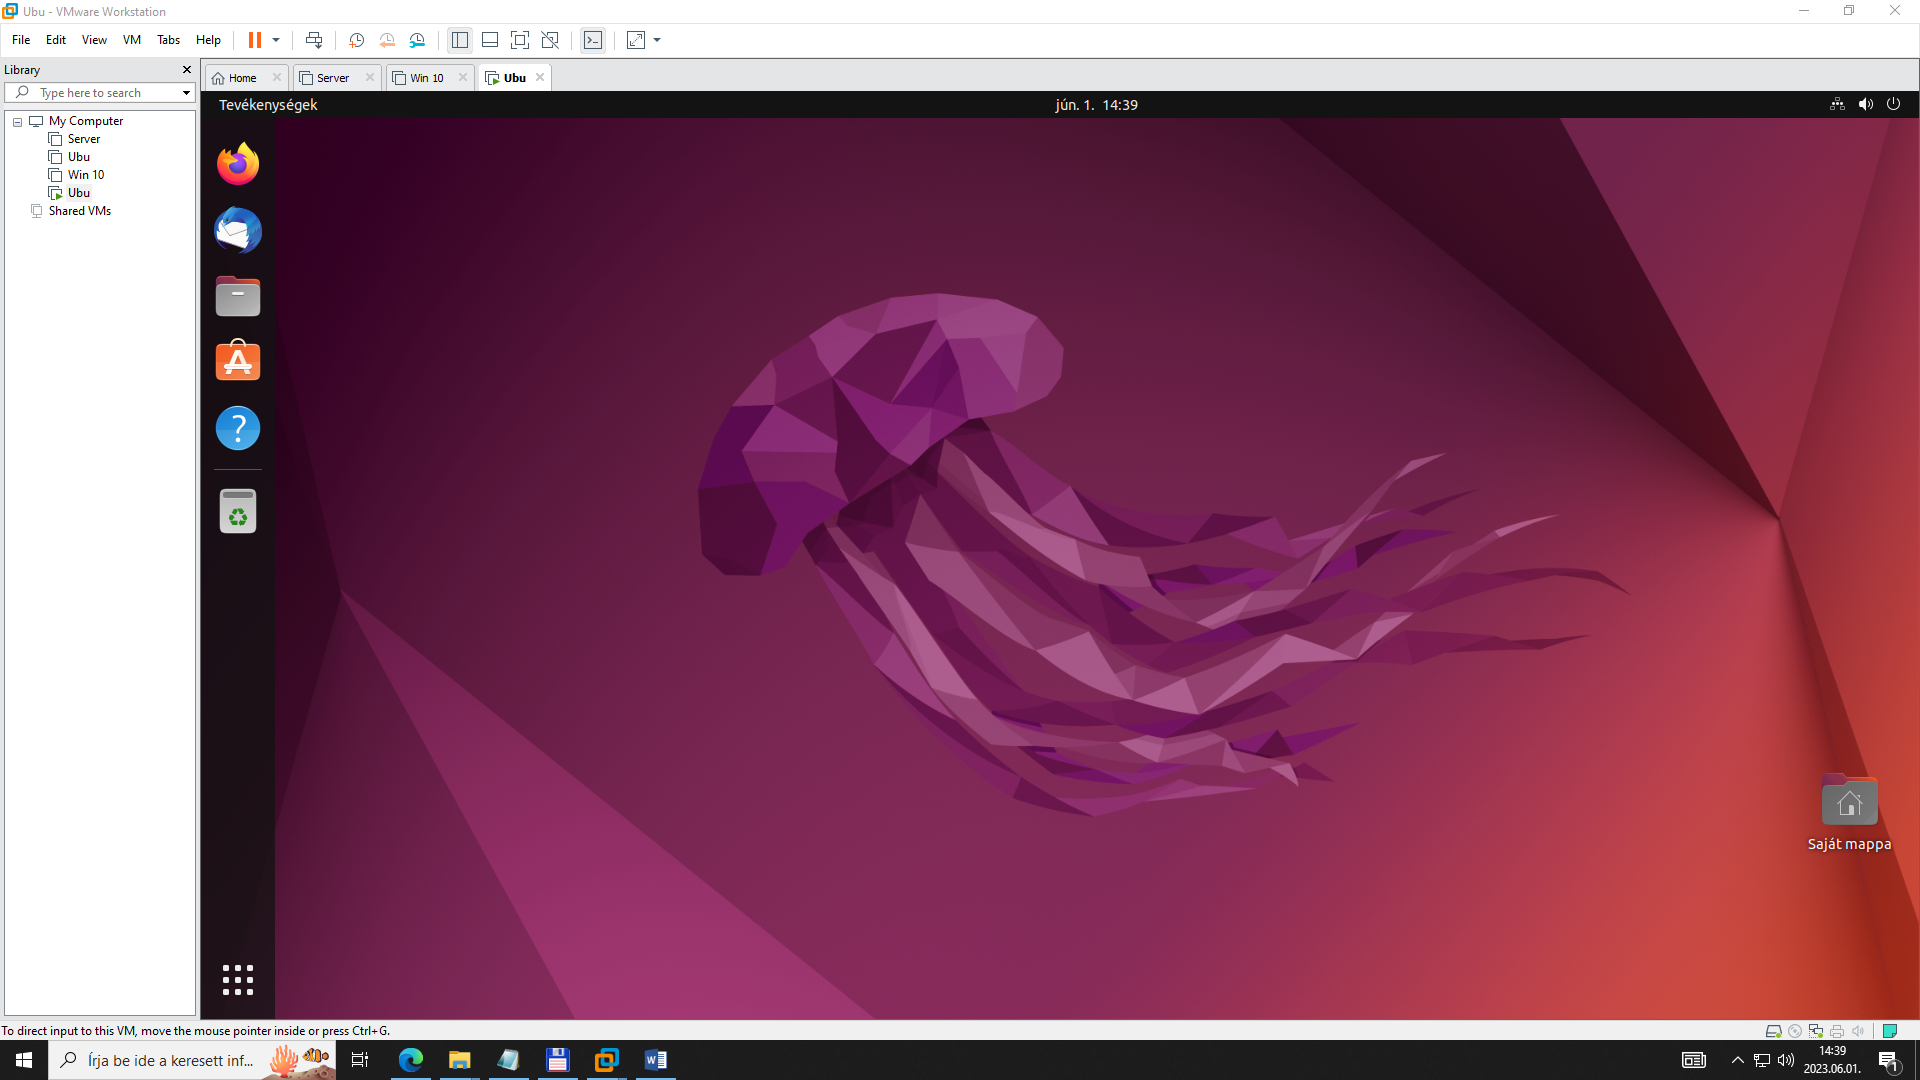 Ubu - VMware Workstation
File Edit View VM Tabs Help
Library
Type here to search
My Computer
Server
Ubu
Win 10
Ubu
Shared VMs
Home Server Win 10 Ubu
Tevékenységek jún. 1. 14:39
Saját mappa
To direct input to this VM, move the mouse pointer inside or press Ctrl+G.
Írja be ide a keresett inf...
14:39
2023.06.01.
1